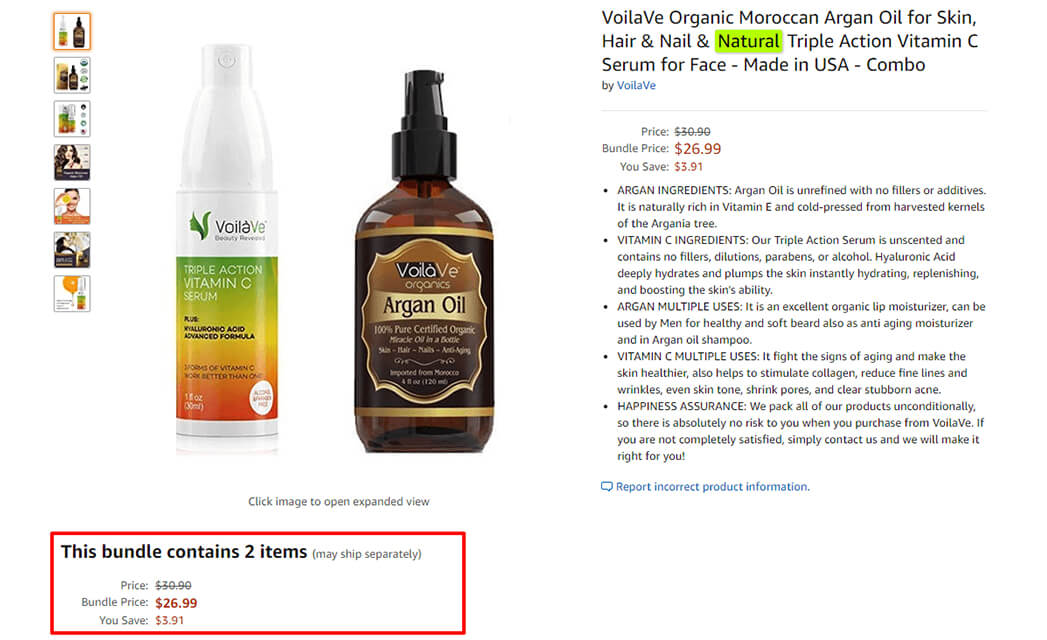 VoilaVe Organic Moroccan Argan Oil for Skin,
Hair & Nail & Natural Triple Action Vitamin C
Serum for Face - Made in USA - Combo
by VoilaVe
Price: $30.90
Bundle Price: $26.99
You Save: $3.91
ARGAN INGREDIENTS: Argan Oil is unrefined with no fillers or additives.
It is naturally rich in Vitamin E and cold-pressed from harvested kernels
of the Argania tree.
VITAMIN C INGREDIENTS: Our Triple Action Serum is unscented and
contains no fillers, dilutions, parabens, or alcohol. Hyaluronic Acid
deeply hydrates and plumps the skin instantly hydrating, replenishing,
and boosting the skin's ability.
ARGAN MULTIPLE USES: It is an excellent organic lip moisturizer, can be
used by Men for healthy and soft beard also as anti aging moisturizer
and in Argan oil shampoo.
VITAMIN C MULTIPLE USES: It fight the signs of aging and make the
skin healthier, also helps to stimulate collagen, reduce fine lines and
wrinkles, even skin tone, shrink pores, and clear stubborn acne.
HAPPINESS ASSURANCE: We pack all of our products unconditionally,
so there is absolutely no risk to you when you purchase from VoilaVe. If
you are not completely satisfied, simply contact us and we will make it
right for you!
Report incorrect product information.
VoilàVe
Beauty Revealed
TRIPLE ACTION
VITAMIN C
SERUM
PLUS:
HYALURONIC ACID
ADVANCED FORMULA
3 FORMS OF VITAMIN C
WORK BETTER THAN ONE!
1 fl oz
(30ml)
ALCOHOL
& PARABEN
FREE
VoilàVe
organics
Argan Oil
100% Pure Certified Organic
Miracle Oil in a Bottle
Skin ~ Hair ~ Nails ~ Anti-Aging
Imported from Morocco
4 fl oz (120 ml)
Click image to open expanded view
This bundle contains 2 items (may ship separately)
Price: $30.90
Bundle Price: $26.99
You Save: $3.91